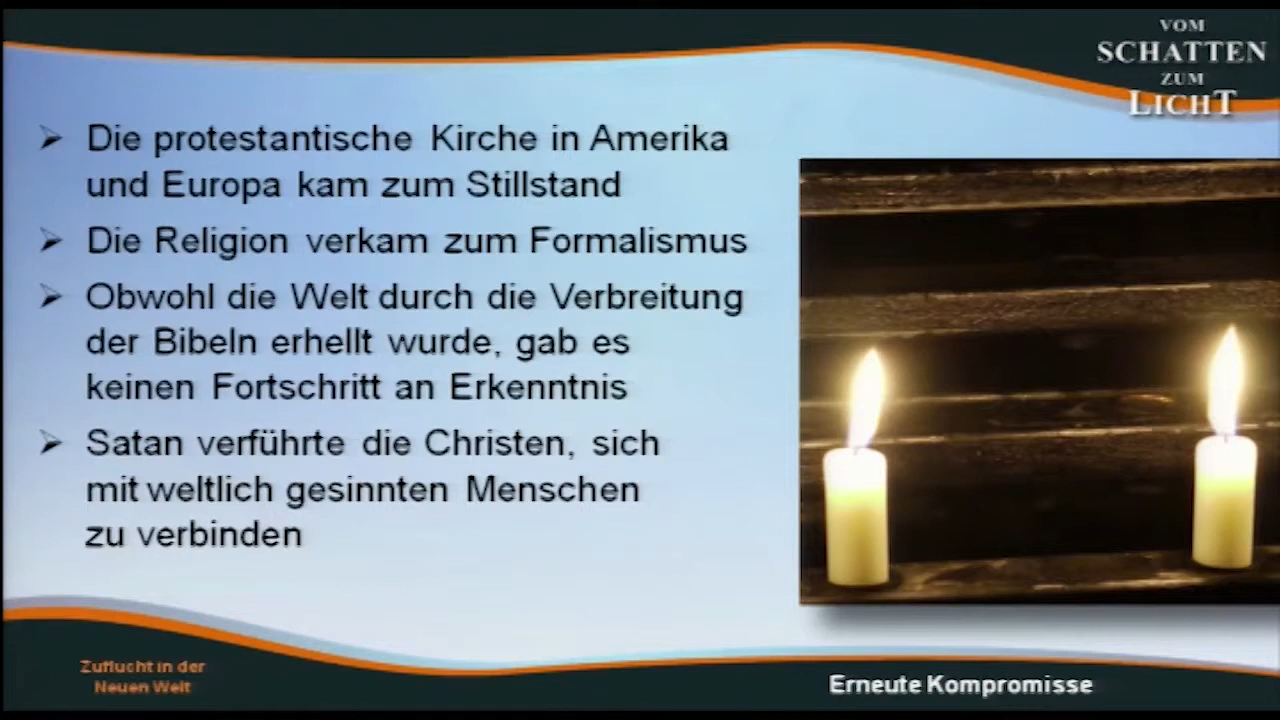 VOM
SCHATTEN
ZUM
LICHT
➢ Die protestantische Kirche in Amerika
und Europa kam zum Stillstand
➢ Die Religion verkam zum Formalismus
➢ Obwohl die Welt durch die Verbreitung
der Bibeln erhellt wurde, gab es
keinen Fortschritt an Erkenntnis
➢ Satan verführte die Christen, sich
mit weltlich gesinnten Menschen
zu verbinden
Zuflucht in der
Neuen Welt
Erneute Kompromisse